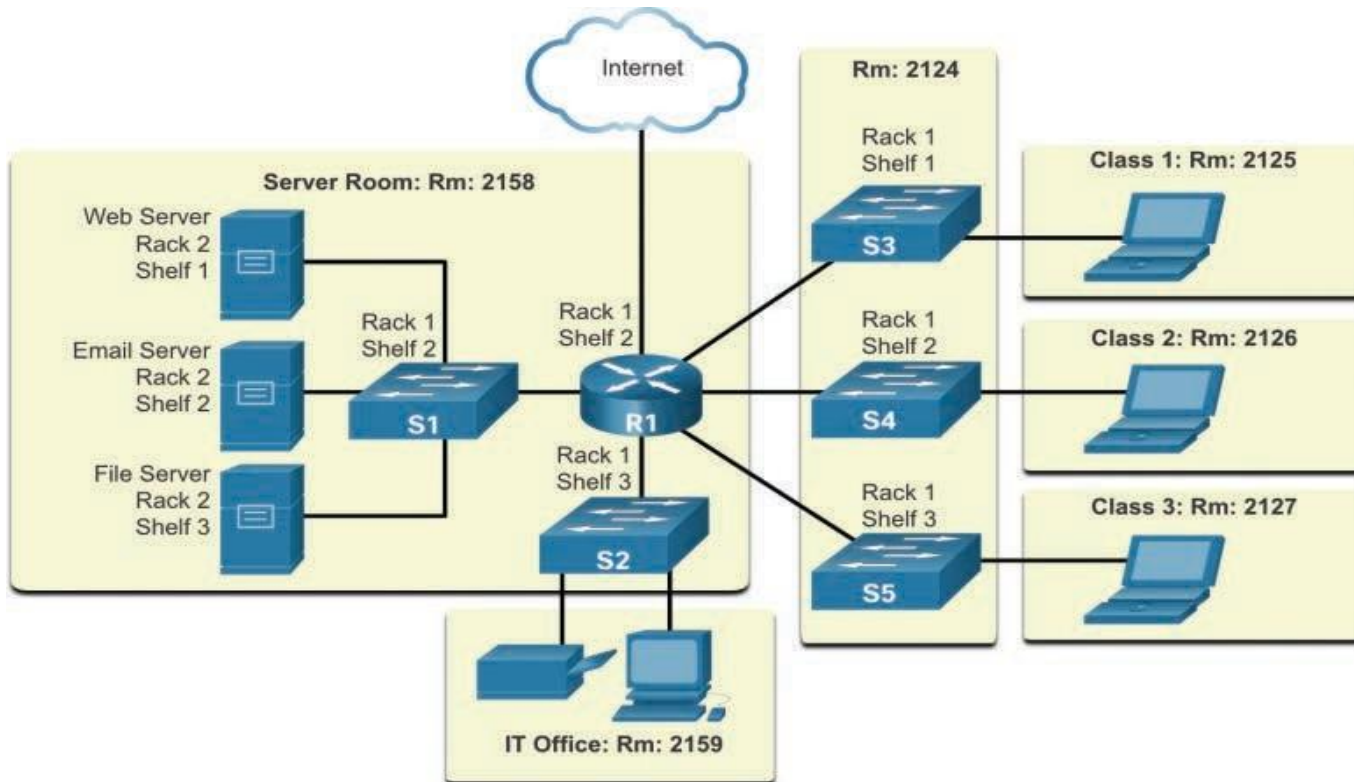 Internet
Server Room: Rm: 2158
Web Server
Rack 2
Shelf 1
Email Server
Rack 2
Shelf 2
File Server
Rack 2
Shelf 3
Rack 1
Shelf 2
S1
Rack 1
Shelf 2
R1
Rack 1
Shelf 3
S2
IT Office: Rm: 2159
Rm: 2124
Rack 1
Shelf 1
S3
Rack 1
Shelf 2
S4
Rack 1
Shelf 3
S5
Class 1: Rm: 2125
Class 2: Rm: 2126
Class 3: Rm: 2127